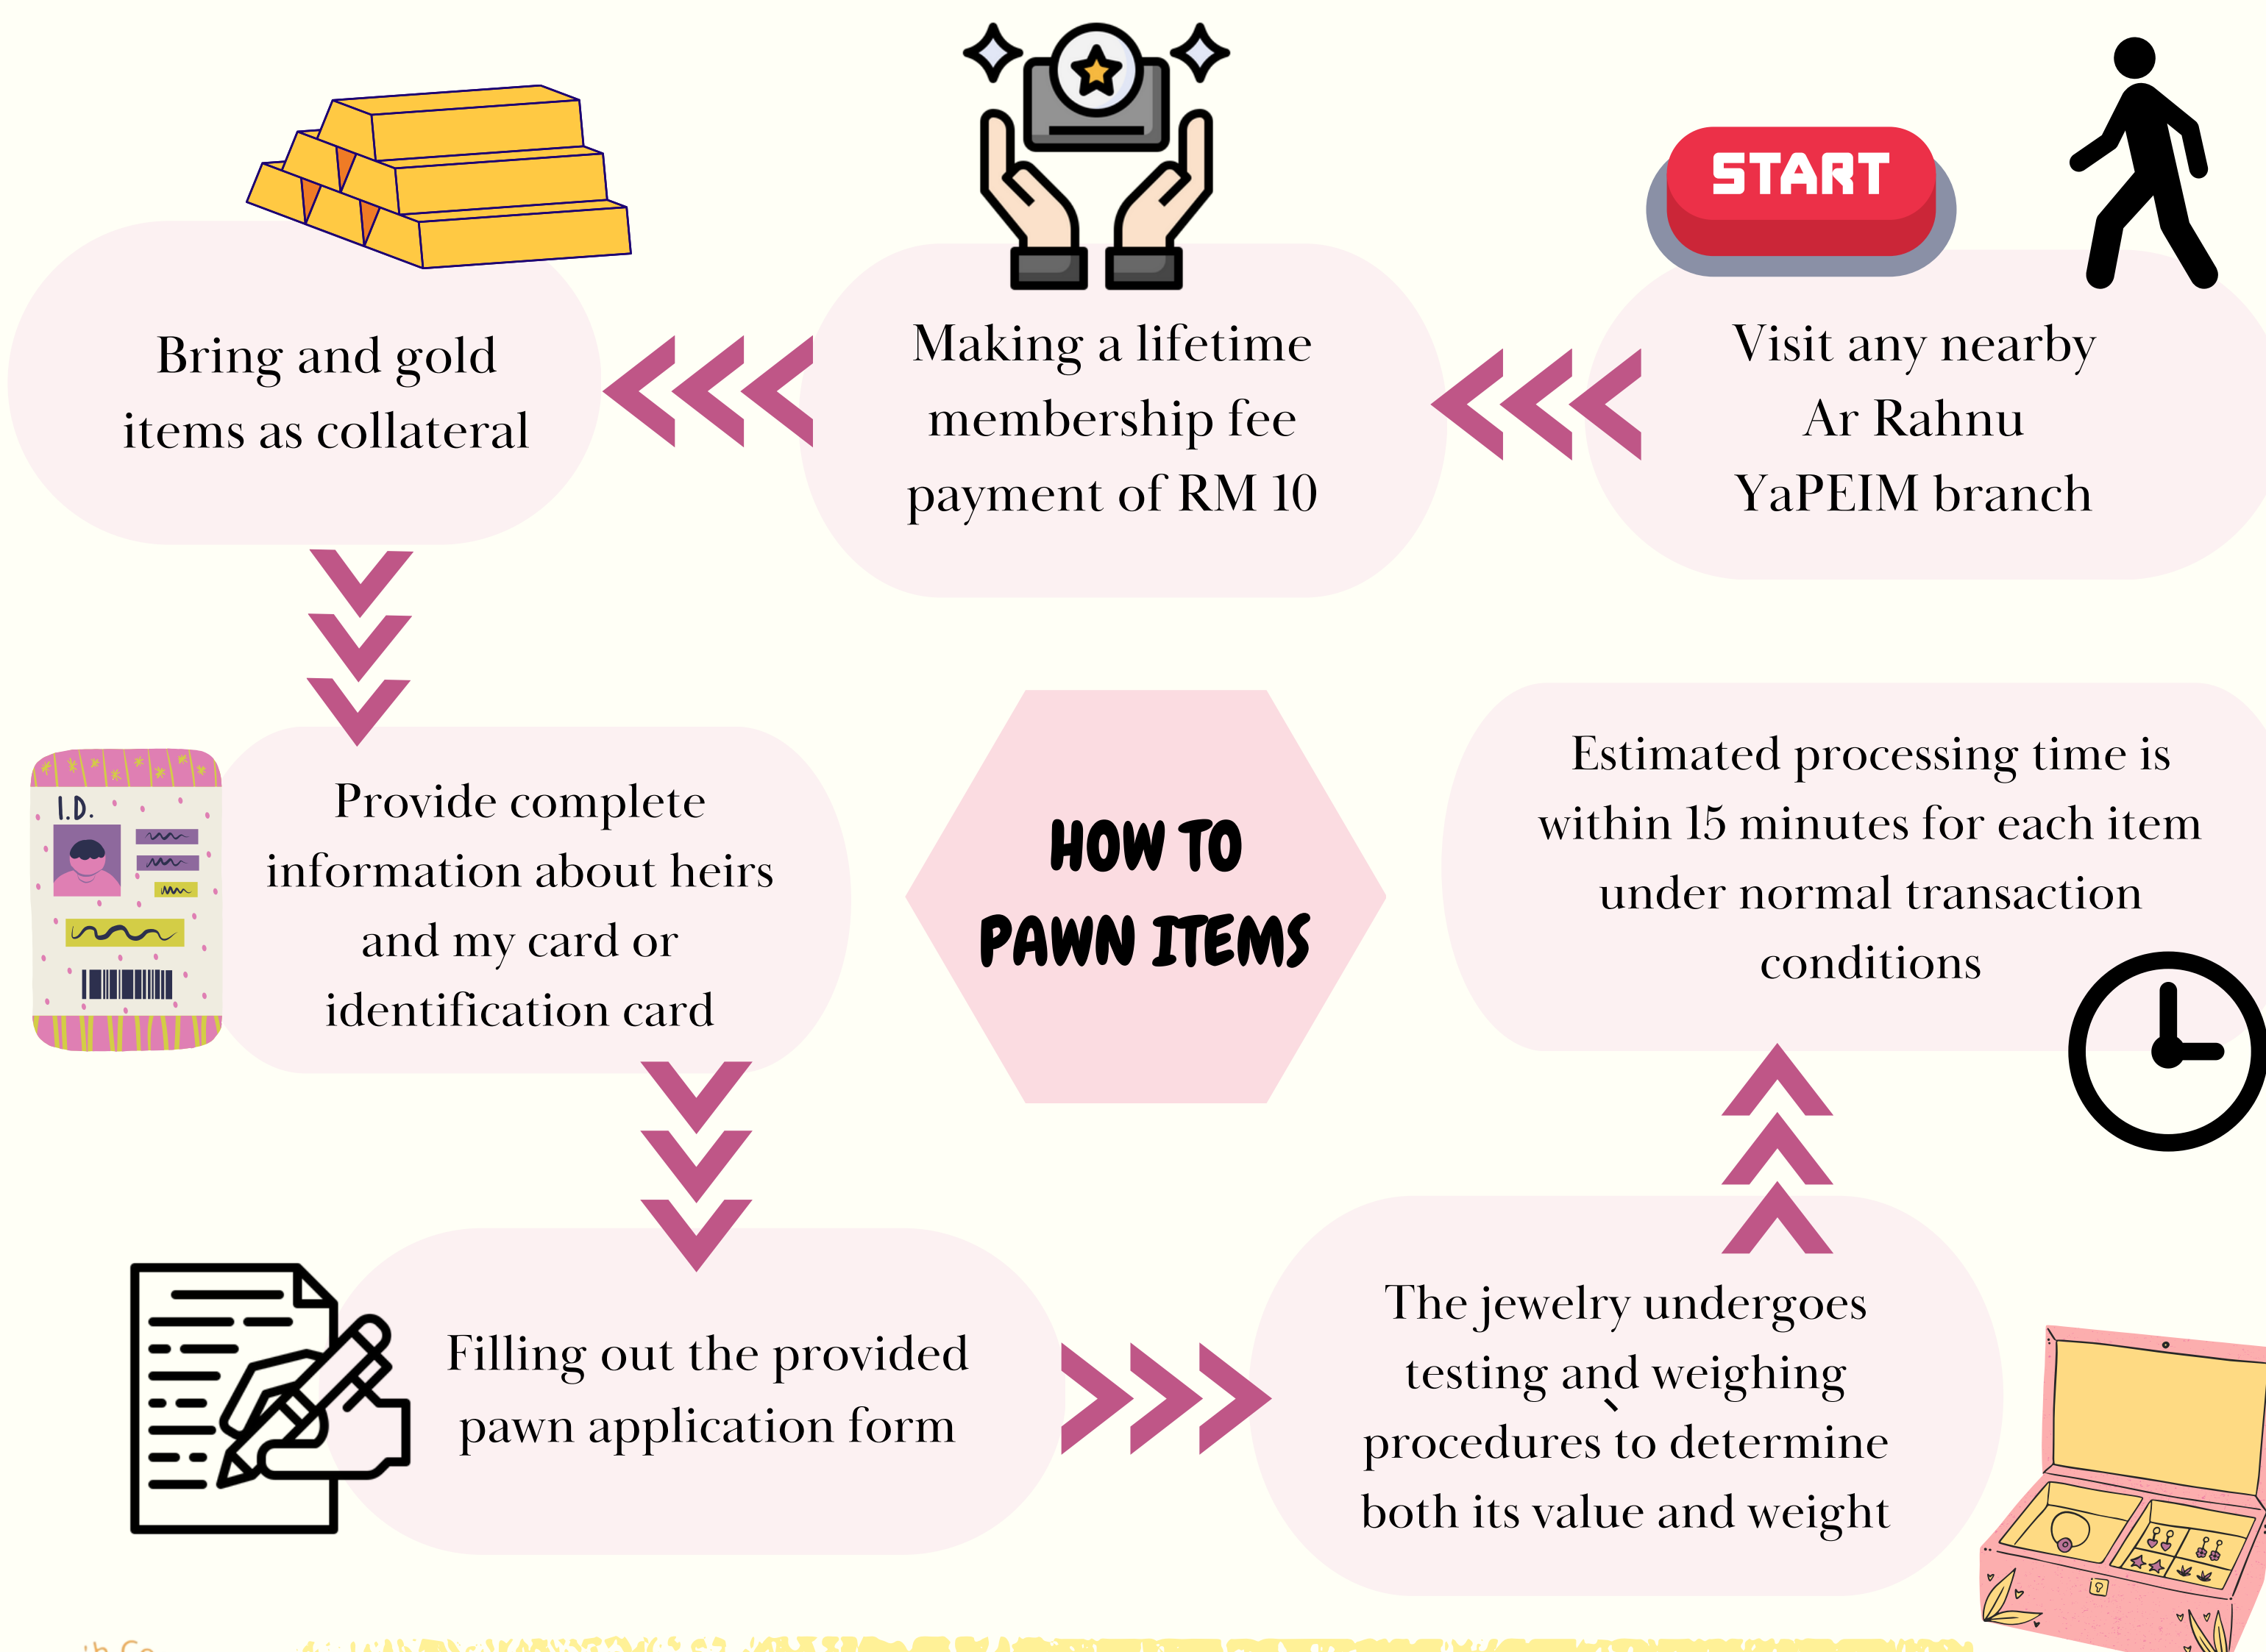 START
Visit any nearby
Ar Rahnu
YaPEIM branch
Making a lifetime
membership fee
payment of RM 10
Bring and gold
items as collateral
I.D.
Provide complete
information about heirs
and my card or
identification card
HOW TO
PAWN ITEMS
Filling out the provided
pawn application form
The jewelry undergoes
testing and weighing
procedures to determine
both its value and weight
Estimated processing time is
within 15 minutes for each item
under normal transaction
conditions